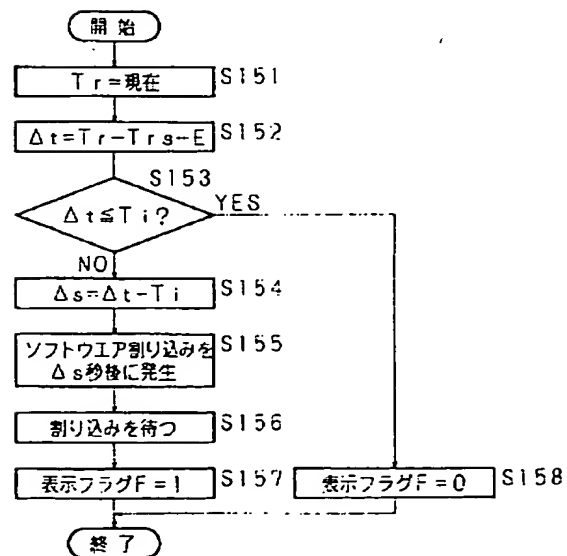 開始
Tr=現在 S151
Δt=Tr-Trs-E S152
S153
Δt≦Ti? YES
NO
Δs=Δt-Ti S154
ソフトウエア割り込みを S155
Δs秒後に発生
割り込みを待つ S156
表示フラグF=1 S157
表示フラグF=0 S158
終了